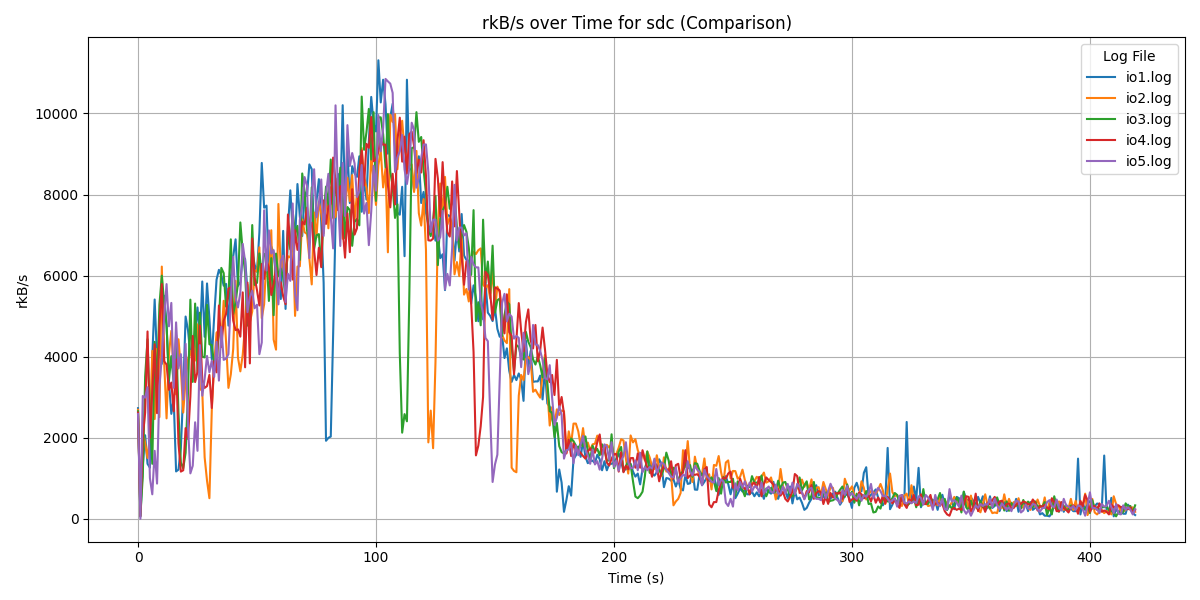 rkB/s over Time for sdc (Comparison)
Log File
io1.log
io2.log
io3.log
io4.log
io5.log
rkB/s
10000
8000
6000
4000
2000
0
0 100 200 300 400
Time (s)